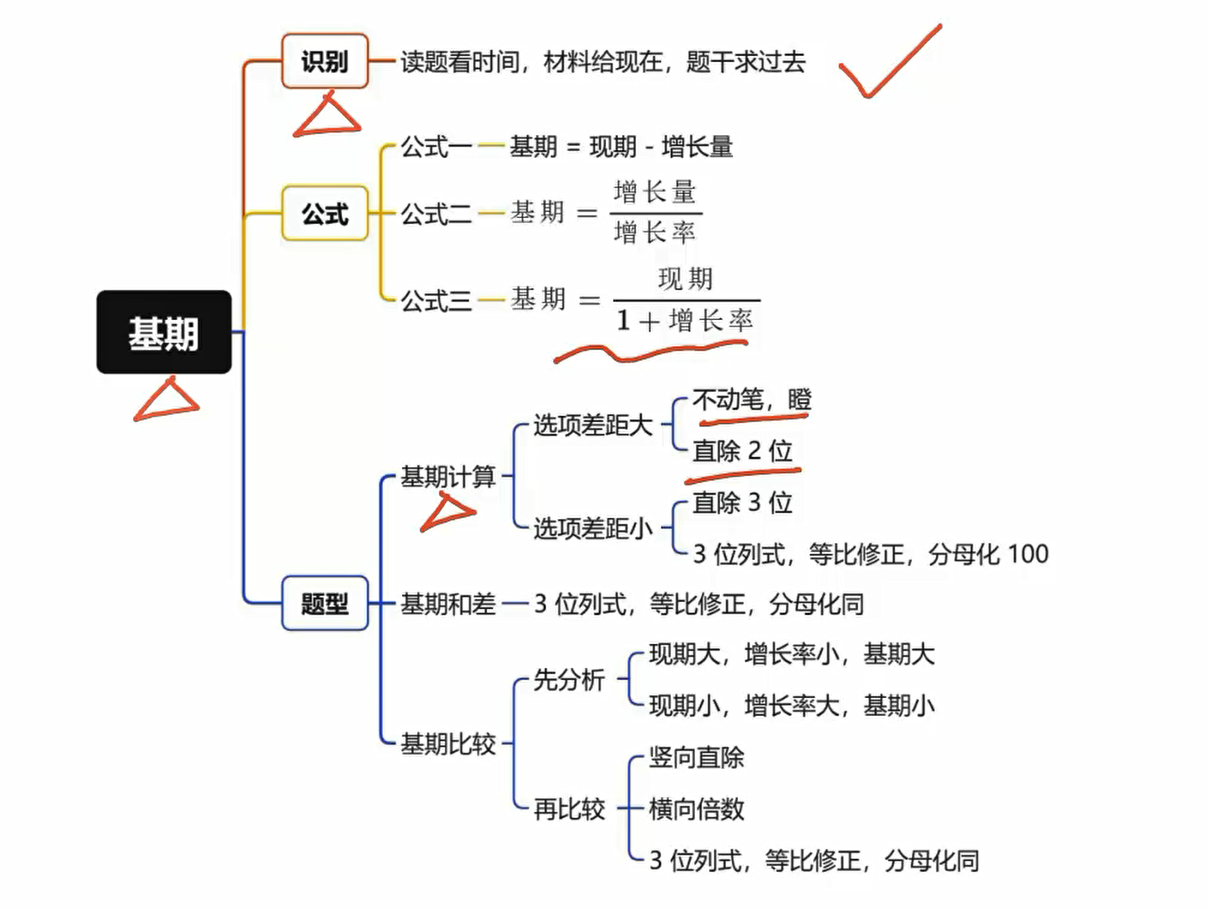 基期
识别
读题看时间，材料给现在，题干求过去
公式
公式一
基期 = 现期 - 增长量
公式二
基期 = 增长量 / 增长率
公式三
基期 = 现期 / 1 + 增长率
题型
基期计算
选项差距大
不动笔，瞪
直除 2 位
选项差距小
直除 3 位
3 位列式，等比修正，分母化 100
基期和差
3 位列式，等比修正，分母化同
基期比较
先分析
现期大，增长率小，基期大
现期小，增长率大，基期小
再比较
竖向直除
横向倍数
3 位列式，等比修正，分母化同